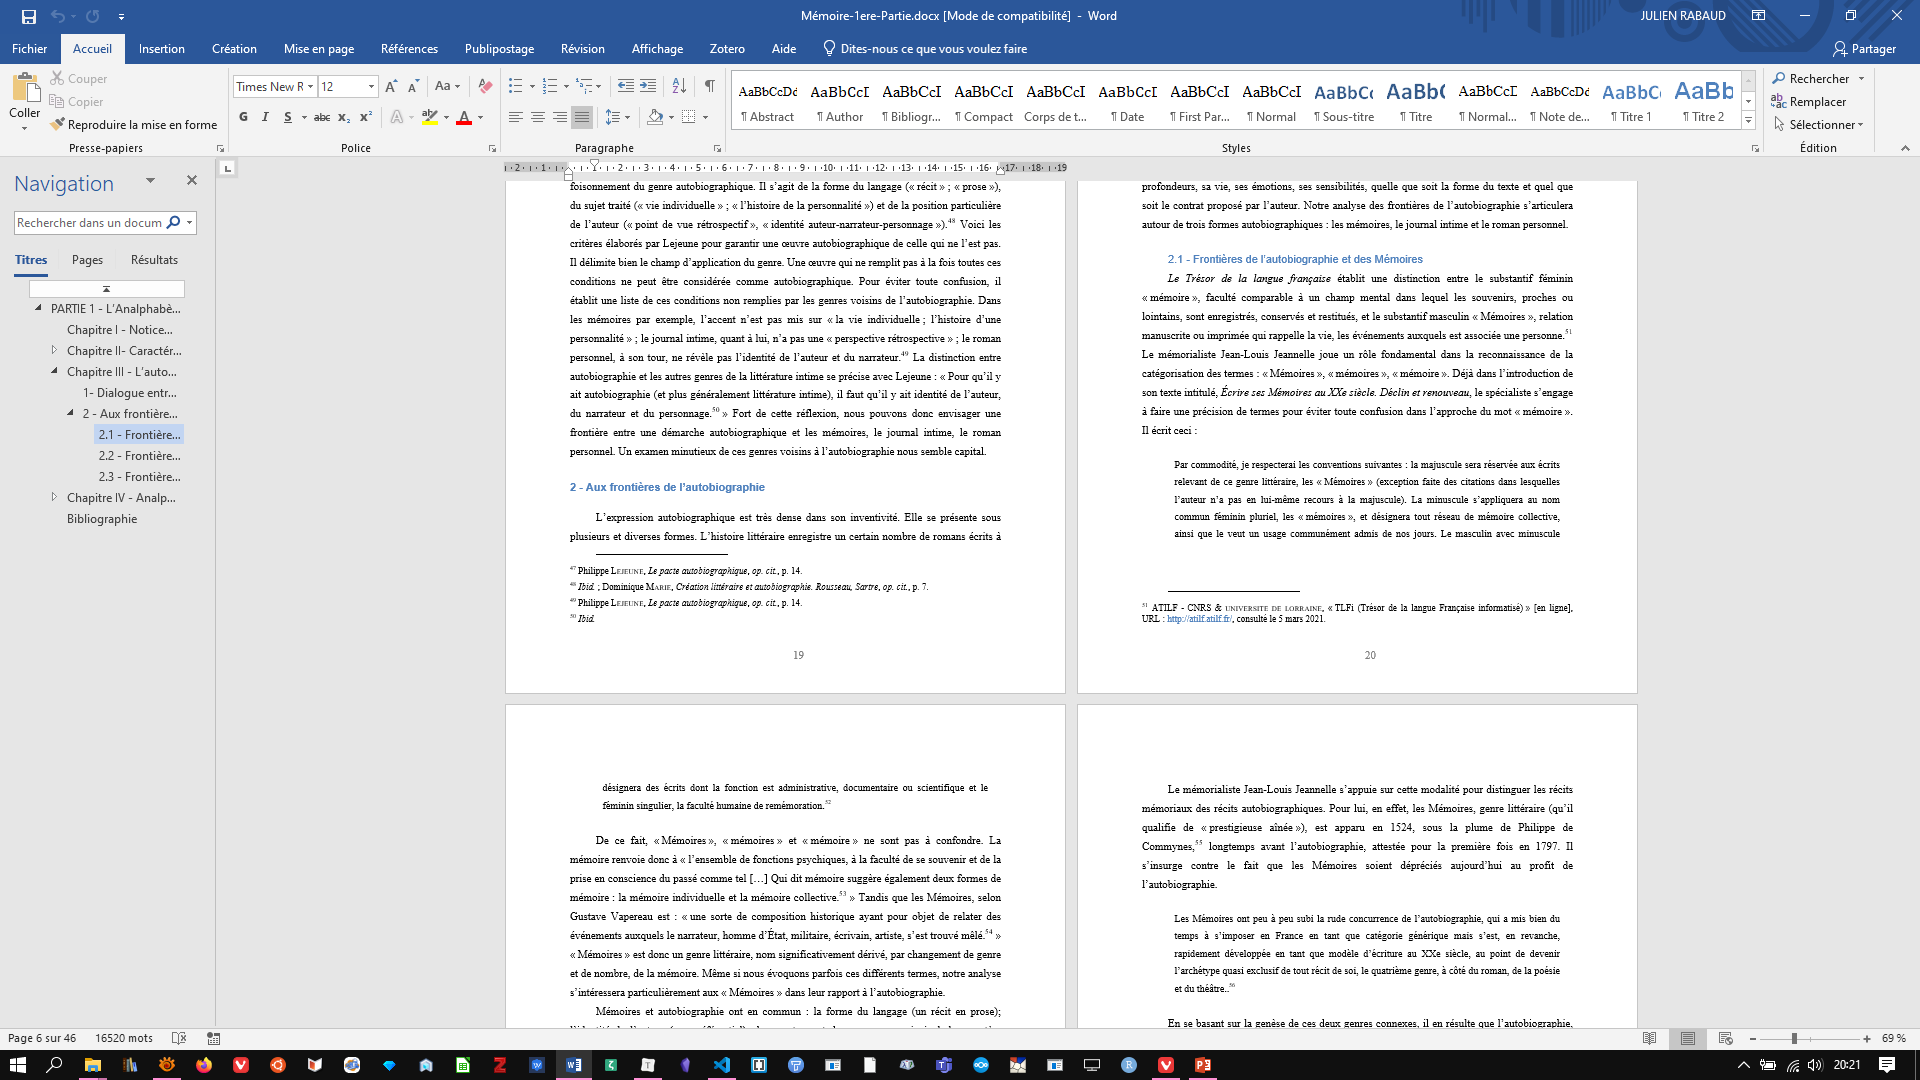 Mémoire-1ere-Partie.docx [Mode de compatibilité] - Word
JULIEN RABAUD
Fichier Accueil Insertion Création Mise en page Références Publipostage Révision Affichage Zotero Aide Dites-nous ce que vous voulez faire Partager
Coller
Couper
Copier
Reproduire la mise en forme
Presse-papiers
Times New R 12
G I S abc x₂ x²
Police
Paragraphe
AaBbCcDd AaBbCcI AaBbCcI AaBbCcI AaBbCcI AaBbCcI AaBbCcI AaBbCcI AaBbCc AaBbC AaBbCcI AaBbCcDd AaBbCc AaBb
¶ Abstract ¶ Author ¶ Bibliogr... ¶ Compact Corps de t... ¶ Date ¶ First Par... ¶ Normal ¶ Sous-titre ¶ Titre ¶ Normal... ¶ Note de... ¶ Titre 1 ¶ Titre 2
Styles
Rechercher
Remplacer
Sélectionner
Édition
Navigation
Rechercher dans un docum
Titres Pages Résultats
PARTIE 1 - L'Analphabè...
Chapitre I - Notice...
Chapitre II- Caractér...
Chapitre III - L'auto...
1- Dialogue entr...
2 - Aux frontière...
2.1 - Frontière...
2.2 - Frontière...
2.3 - Frontière...
Chapitre IV - Analp...
Bibliographie
2 1 1 2 3 4 5 6 7 8 9 10 11 12 13 14 15 16 17 18 19
foisonnement du genre autobiographique. Il s'agit de la forme du langage (« récit » ; « prose »),
du sujet traité (« vie individuelle » ; « l'histoire de la personnalité ») et de la position particulière
de l'auteur (« point de vue rétrospectif », « identité auteur-narrateur-personnage »).48 Voici les
critères élaborés par Lejeune pour garantir une œuvre autobiographique de celle qui ne l'est pas.
Il délimite bien le champ d'application du genre. Une œuvre qui ne remplit pas à la fois toutes ces
conditions ne peut être considérée comme autobiographique. Pour éviter toute confusion, il
établit une liste de ces conditions non remplies par les genres voisins de l'autobiographie. Dans
les mémoires par exemple, l'accent n'est pas mis sur « la vie individuelle ; l'histoire d'une
personnalité » ; le journal intime, quant à lui, n'a pas une « perspective rétrospective » ; le roman
personnel, à son tour, ne révèle pas l'identité de l'auteur et du narrateur.49 La distinction entre
autobiographie et les autres genres de la littérature intime se précise avec Lejeune : « Pour qu'il y
ait autobiographie (et plus généralement littérature intime), il faut qu'il y ait identité de l'auteur,
du narrateur et du personnage.50 » Fort de cette réflexion, nous pouvons donc envisager une
frontière entre une démarche autobiographique et les mémoires, le journal intime, le roman
personnel. Un examen minutieux de ces genres voisins à l'autobiographie nous semble capital.
2 - Aux frontières de l'autobiographie
L'expression autobiographique est très dense dans son inventivité. Elle se présente sous
plusieurs et diverses formes. L'histoire littéraire enregistre un certain nombre de romans écrits à
47 Philippe LEJEUNE, Le pacte autobiographique, op. cit., p. 14.
48 Ibid. ; Dominique MARIE, Création littéraire et autobiographie. Rousseau, Sartre, op. cit., p. 7.
49 Philippe LEJEUNE, Le pacte autobiographique, op. cit., p. 14.
50 Ibid.
19
profondeurs, sa vie, ses émotions, ses sensibilités, quelle que soit la forme du texte et quel que
soit le contrat proposé par l'auteur. Notre analyse des frontières de l'autobiographie s'articulera
autour de trois formes autobiographiques : les mémoires, le journal intime et le roman personnel.
2.1 - Frontières de l'autobiographie et des Mémoires
Le Trésor de la langue française établit une distinction entre le substantif féminin
« mémoire », faculté comparable à un champ mental dans lequel les souvenirs, proches ou
lointains, sont enregistrés, conservés et restitués, et le substantif masculin « Mémoires », relation
manuscrite ou imprimée qui rappelle la vie, les événements auxquels est associée une personne.51
Le mémorialiste Jean-Louis Jeannelle joue un rôle fondamental dans la reconnaissance de la
catégorisation des termes : « Mémoires », « mémoires », « mémoire ». Déjà dans l'introduction de
son texte intitulé, Écrire ses Mémoires au XXe siècle. Déclin et renouveau, le spécialiste s'engage
à faire une précision de termes pour éviter toute confusion dans l'approche du mot « mémoire ».
Il écrit ceci :
Par commodité, je respecterai les conventions suivantes : la majuscule sera réservée aux écrits
relevant de ce genre littéraire, les « Mémoires » (exception faite des citations dans lesquelles
l'auteur n'a pas en lui-même recours à la majuscule). La minuscule s'appliquera au nom
commun féminin pluriel, les « mémoires », et désignera tout réseau de mémoire collective,
ainsi que le veut un usage communément admis de nos jours. Le masculin avec minuscule
51 ATILF - CNRS & UNIVERSITE DE LORRAINE, « TLFi (Trésor de la langue Française informatisé) » [en ligne],
URL : http://atilf.atilf.fr/, consulté le 5 mars 2021.
20
désignera des écrits dont la fonction est administrative, documentaire ou scientifique et le
féminin singulier, la faculté humaine de remémoration.52
De ce fait, « Mémoires », « mémoires » et « mémoire » ne sont pas à confondre. La
mémoire renvoie donc à « l'ensemble de fonctions psychiques, à la faculté de se souvenir et de la
prise en conscience du passé comme tel […] Qui dit mémoire suggère également deux formes de
mémoire : la mémoire individuelle et la mémoire collective.53 » Tandis que les Mémoires, selon
Gustave Vapereau est : « une sorte de composition historique ayant pour objet de relater des
événements auxquels le narrateur, homme d'État, militaire, écrivain, artiste, s'est trouvé mêlé.54 »
« Mémoires » est donc un genre littéraire, nom significativement dérivé, par changement de genre
et de nombre, de la mémoire. Même si nous évoquons parfois ces différents termes, notre analyse
s'intéressera particulièrement aux « Mémoires » dans leur rapport à l'autobiographie.
Mémoires et autobiographie ont en commun : la forme du langage (un récit en prose);
Le mémorialiste Jean-Louis Jeannelle s'appuie sur cette modalité pour distinguer les récits
mémoriaux des récits autobiographiques. Pour lui, en effet, les Mémoires, genre littéraire (qu'il
qualifie de « prestigieuse aînée »), est apparu en 1524, sous la plume de Philippe de
Commynes,55 longtemps avant l'autobiographie, attestée pour la première fois en 1797. Il
s'insurge contre le fait que les Mémoires soient dépréciés aujourd'hui au profit de
l'autobiographie.
Les Mémoires ont peu à peu subi la rude concurrence de l'autobiographie, qui a mis bien du
temps à s'imposer en France en tant que catégorie générique mais s'est, en revanche,
rapidement développée en tant que modèle d'écriture au XXe siècle, au point de devenir
l'archétype quasi exclusif de tout récit de soi, le quatrième genre, à côté du roman, de la poésie
et du théâtre..56
En se basant sur la genèse de ces deux genres connexes, il en résulte que l'autobiographie,
Page 6 sur 46 16520 mots
69 %
20:21